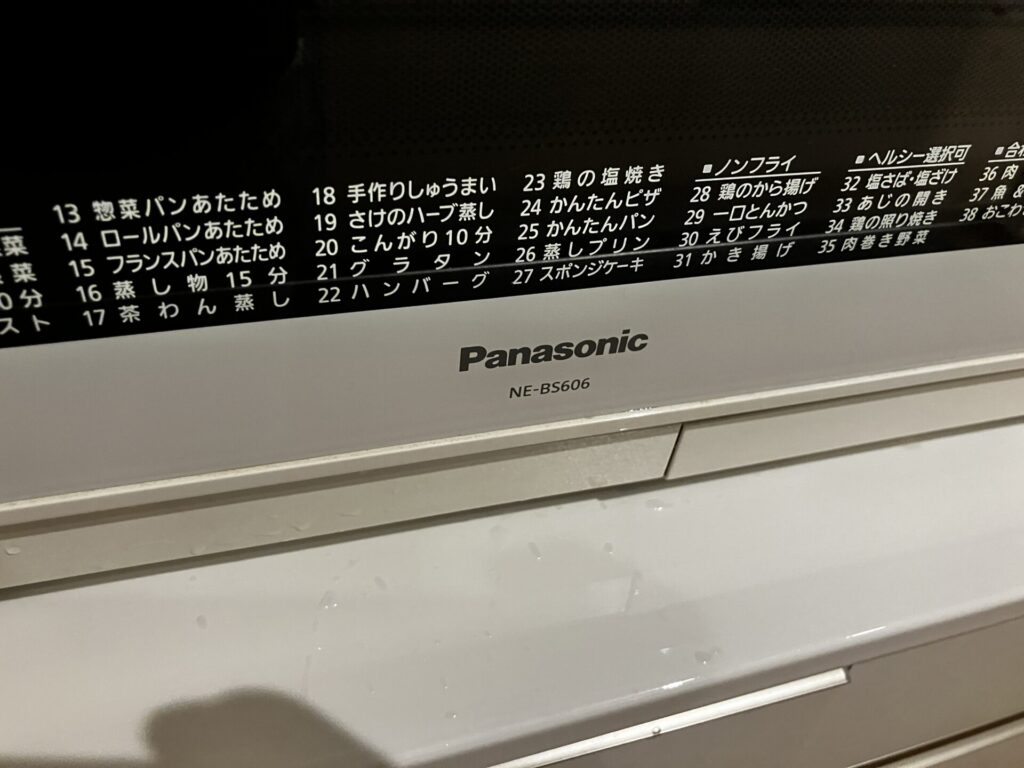 菜
菜
0分
スト
13 惣菜パンあたため
14 ロールパンあたため
15 フランスパンあたため
16 蒸し物15分
17 茶わん蒸し
18 手作りしゅうまい
19 さけのハーブ蒸し
20 こんがり10分
21 グラタン
22 ハンバーグ
23 鶏の塩焼き
24 かんたんピザ
25 かんたんパン
26 蒸しプリン
27 スポンジケーキ
■ノンフライ
28 鶏のから揚げ
29 一口とんかつ
30 えびフライ
31 かき揚げ
■ヘルシー選択可
32 塩さば・塩ざけ
33 あじの開き
34 鶏の照り焼き
35 肉巻き野菜
■合
36 肉
37 魚&
38 おこわ
Panasonic
NE-BS606